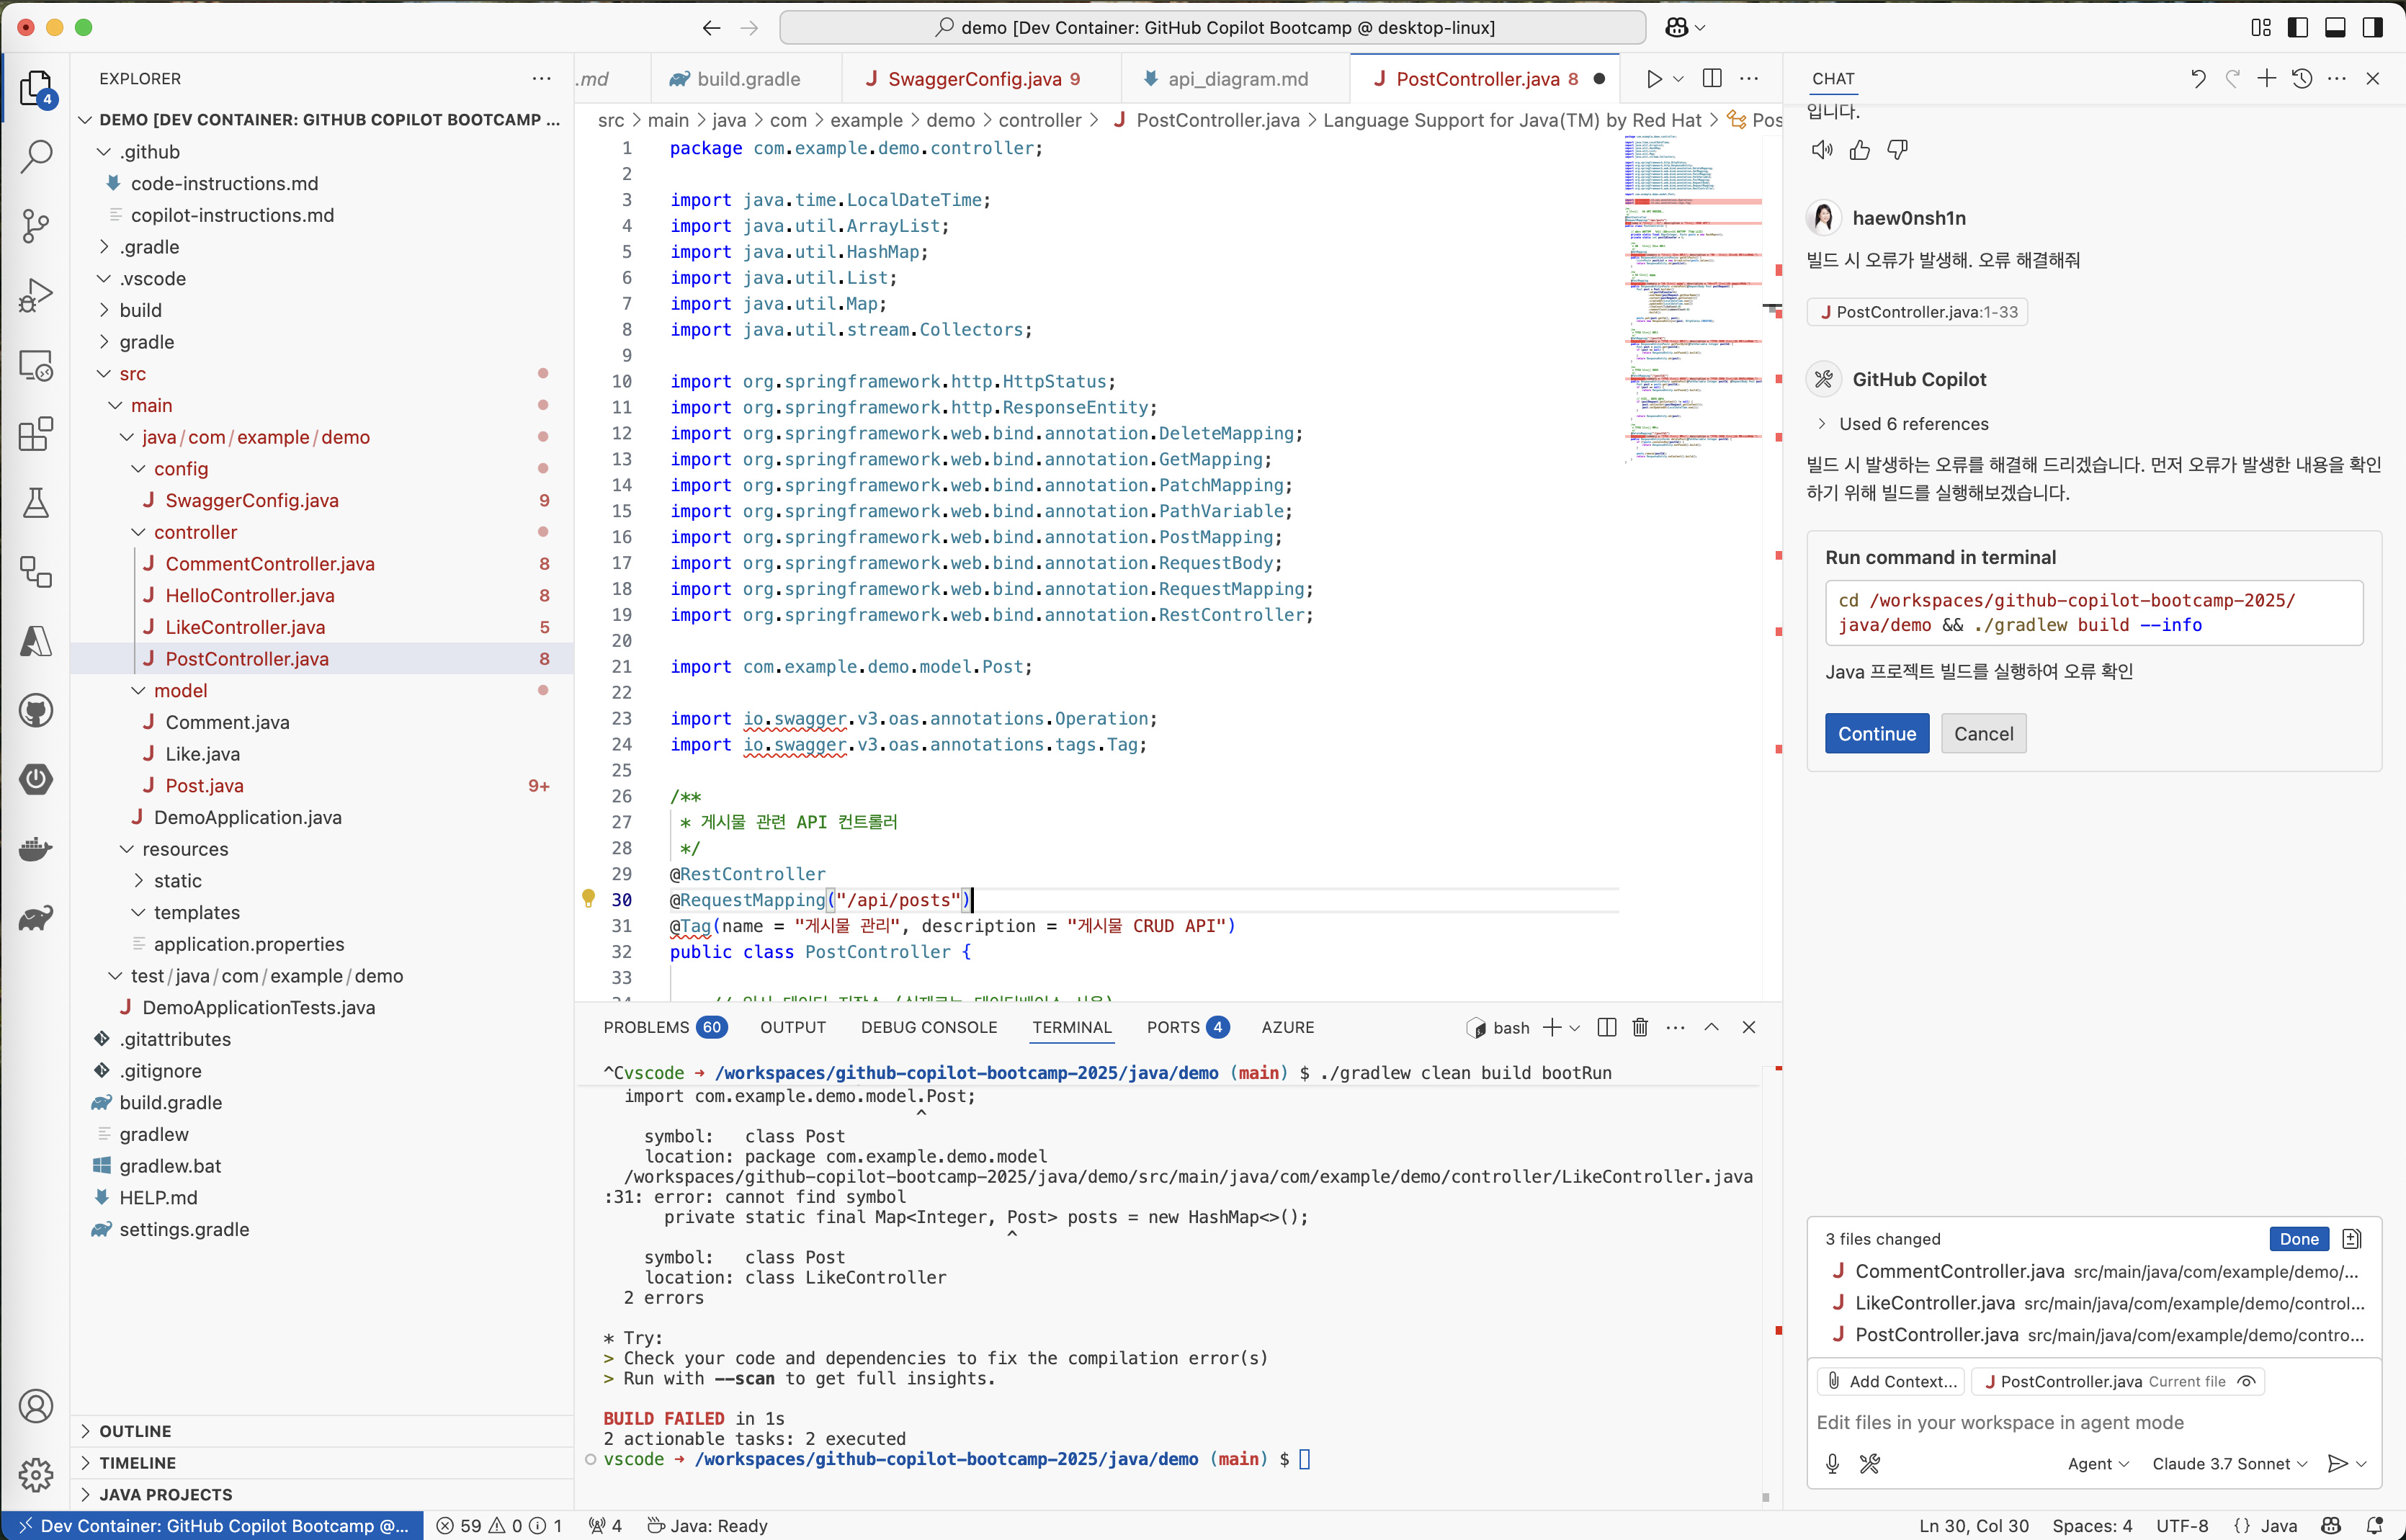 demo [Dev Container: GitHub Copilot Bootcamp @ desktop-linux]
EXPLORER
DEMO [DEV CONTAINER: GITHUB COPILOT BOOTCAMP ...
.github
code-instructions.md
copilot-instructions.md
.gradle
.vscode
build
gradle
src
main
java/com/example/demo
config
SwaggerConfig.java 9
controller
CommentController.java 8
HelloController.java 8
LikeController.java 5
PostController.java 8
model
Comment.java
Like.java
Post.java 9+
DemoApplication.java
resources
static
templates
application.properties
test/java/com/example/demo
DemoApplicationTests.java
.gitattributes
.gitignore
build.gradle
gradlew
gradlew.bat
HELP.md
settings.gradle
OUTLINE
TIMELINE
JAVA PROJECTS
4
.md build.gradle SwaggerConfig.java 9 api_diagram.md PostController.java 8
src > main > java > com > example > demo > controller > PostController.java > Language Support for Java(TM) by Red Hat > Pos
1 package com.example.demo.controller;
2
3 import java.time.LocalDateTime;
4 import java.util.ArrayList;
5 import java.util.HashMap;
6 import java.util.List;
7 import java.util.Map;
8 import java.util.stream.Collectors;
9
10 import org.springframework.http.HttpStatus;
11 import org.springframework.http.ResponseEntity;
12 import org.springframework.web.bind.annotation.DeleteMapping;
13 import org.springframework.web.bind.annotation.GetMapping;
14 import org.springframework.web.bind.annotation.PatchMapping;
15 import org.springframework.web.bind.annotation.PathVariable;
16 import org.springframework.web.bind.annotation.PostMapping;
17 import org.springframework.web.bind.annotation.RequestBody;
18 import org.springframework.web.bind.annotation.RequestMapping;
19 import org.springframework.web.bind.annotation.RestController;
20
21 import com.example.demo.model.Post;
22
23 import io.swagger.v3.oas.annotations.Operation;
24 import io.swagger.v3.oas.annotations.tags.Tag;
25
26 /**
27 * 게시물 관련 API 컨트롤러
28 */
29 @RestController
30 @RequestMapping("/api/posts")
31 @Tag(name = "게시물 관리", description = "게시물 CRUD API")
32 public class PostController {
33
PROBLEMS 60 OUTPUT DEBUG CONSOLE TERMINAL PORTS 4 AZURE bash
^Cvscode → /workspaces/github-copilot-bootcamp-2025/java/demo (main) $ ./gradlew clean build bootRun
import com.example.demo.model.Post;
^
symbol: class Post
location: package com.example.demo.model
/workspaces/github-copilot-bootcamp-2025/java/demo/src/main/java/com/example/demo/controller/LikeController.java
:31: error: cannot find symbol
private static final Map<Integer, Post> posts = new HashMap<>();
^
symbol: class Post
location: class LikeController
2 errors
* Try:
> Check your code and dependencies to fix the compilation error(s)
> Run with --scan to get full insights.
BUILD FAILED in 1s
2 actionable tasks: 2 executed
vscode → /workspaces/github-copilot-bootcamp-2025/java/demo (main) $
CHAT
입니다.
haew0nsh1n
빌드 시 오류가 발생해. 오류 해결해줘
PostController.java:1-33
GitHub Copilot
> Used 6 references
빌드 시 발생하는 오류를 해결해 드리겠습니다. 먼저 오류가 발생한 내용을 확인
하기 위해 빌드를 실행해보겠습니다.
Run command in terminal
cd /workspaces/github-copilot-bootcamp-2025/
java/demo && ./gradlew build --info
Java 프로젝트 빌드를 실행하여 오류 확인
Continue Cancel
3 files changed Done
CommentController.java src/main/java/com/example/demo/...
LikeController.java src/main/java/com/example/demo/control...
PostController.java src/main/java/com/example/demo/contro...
Add Context... PostController.java Current file
Edit files in your workspace in agent mode
Agent Claude 3.7 Sonnet
Dev Container: GitHub Copilot Bootcamp @... 59 0 1 4 Java: Ready Ln 30, Col 30 Spaces: 4 UTF-8 {} Java